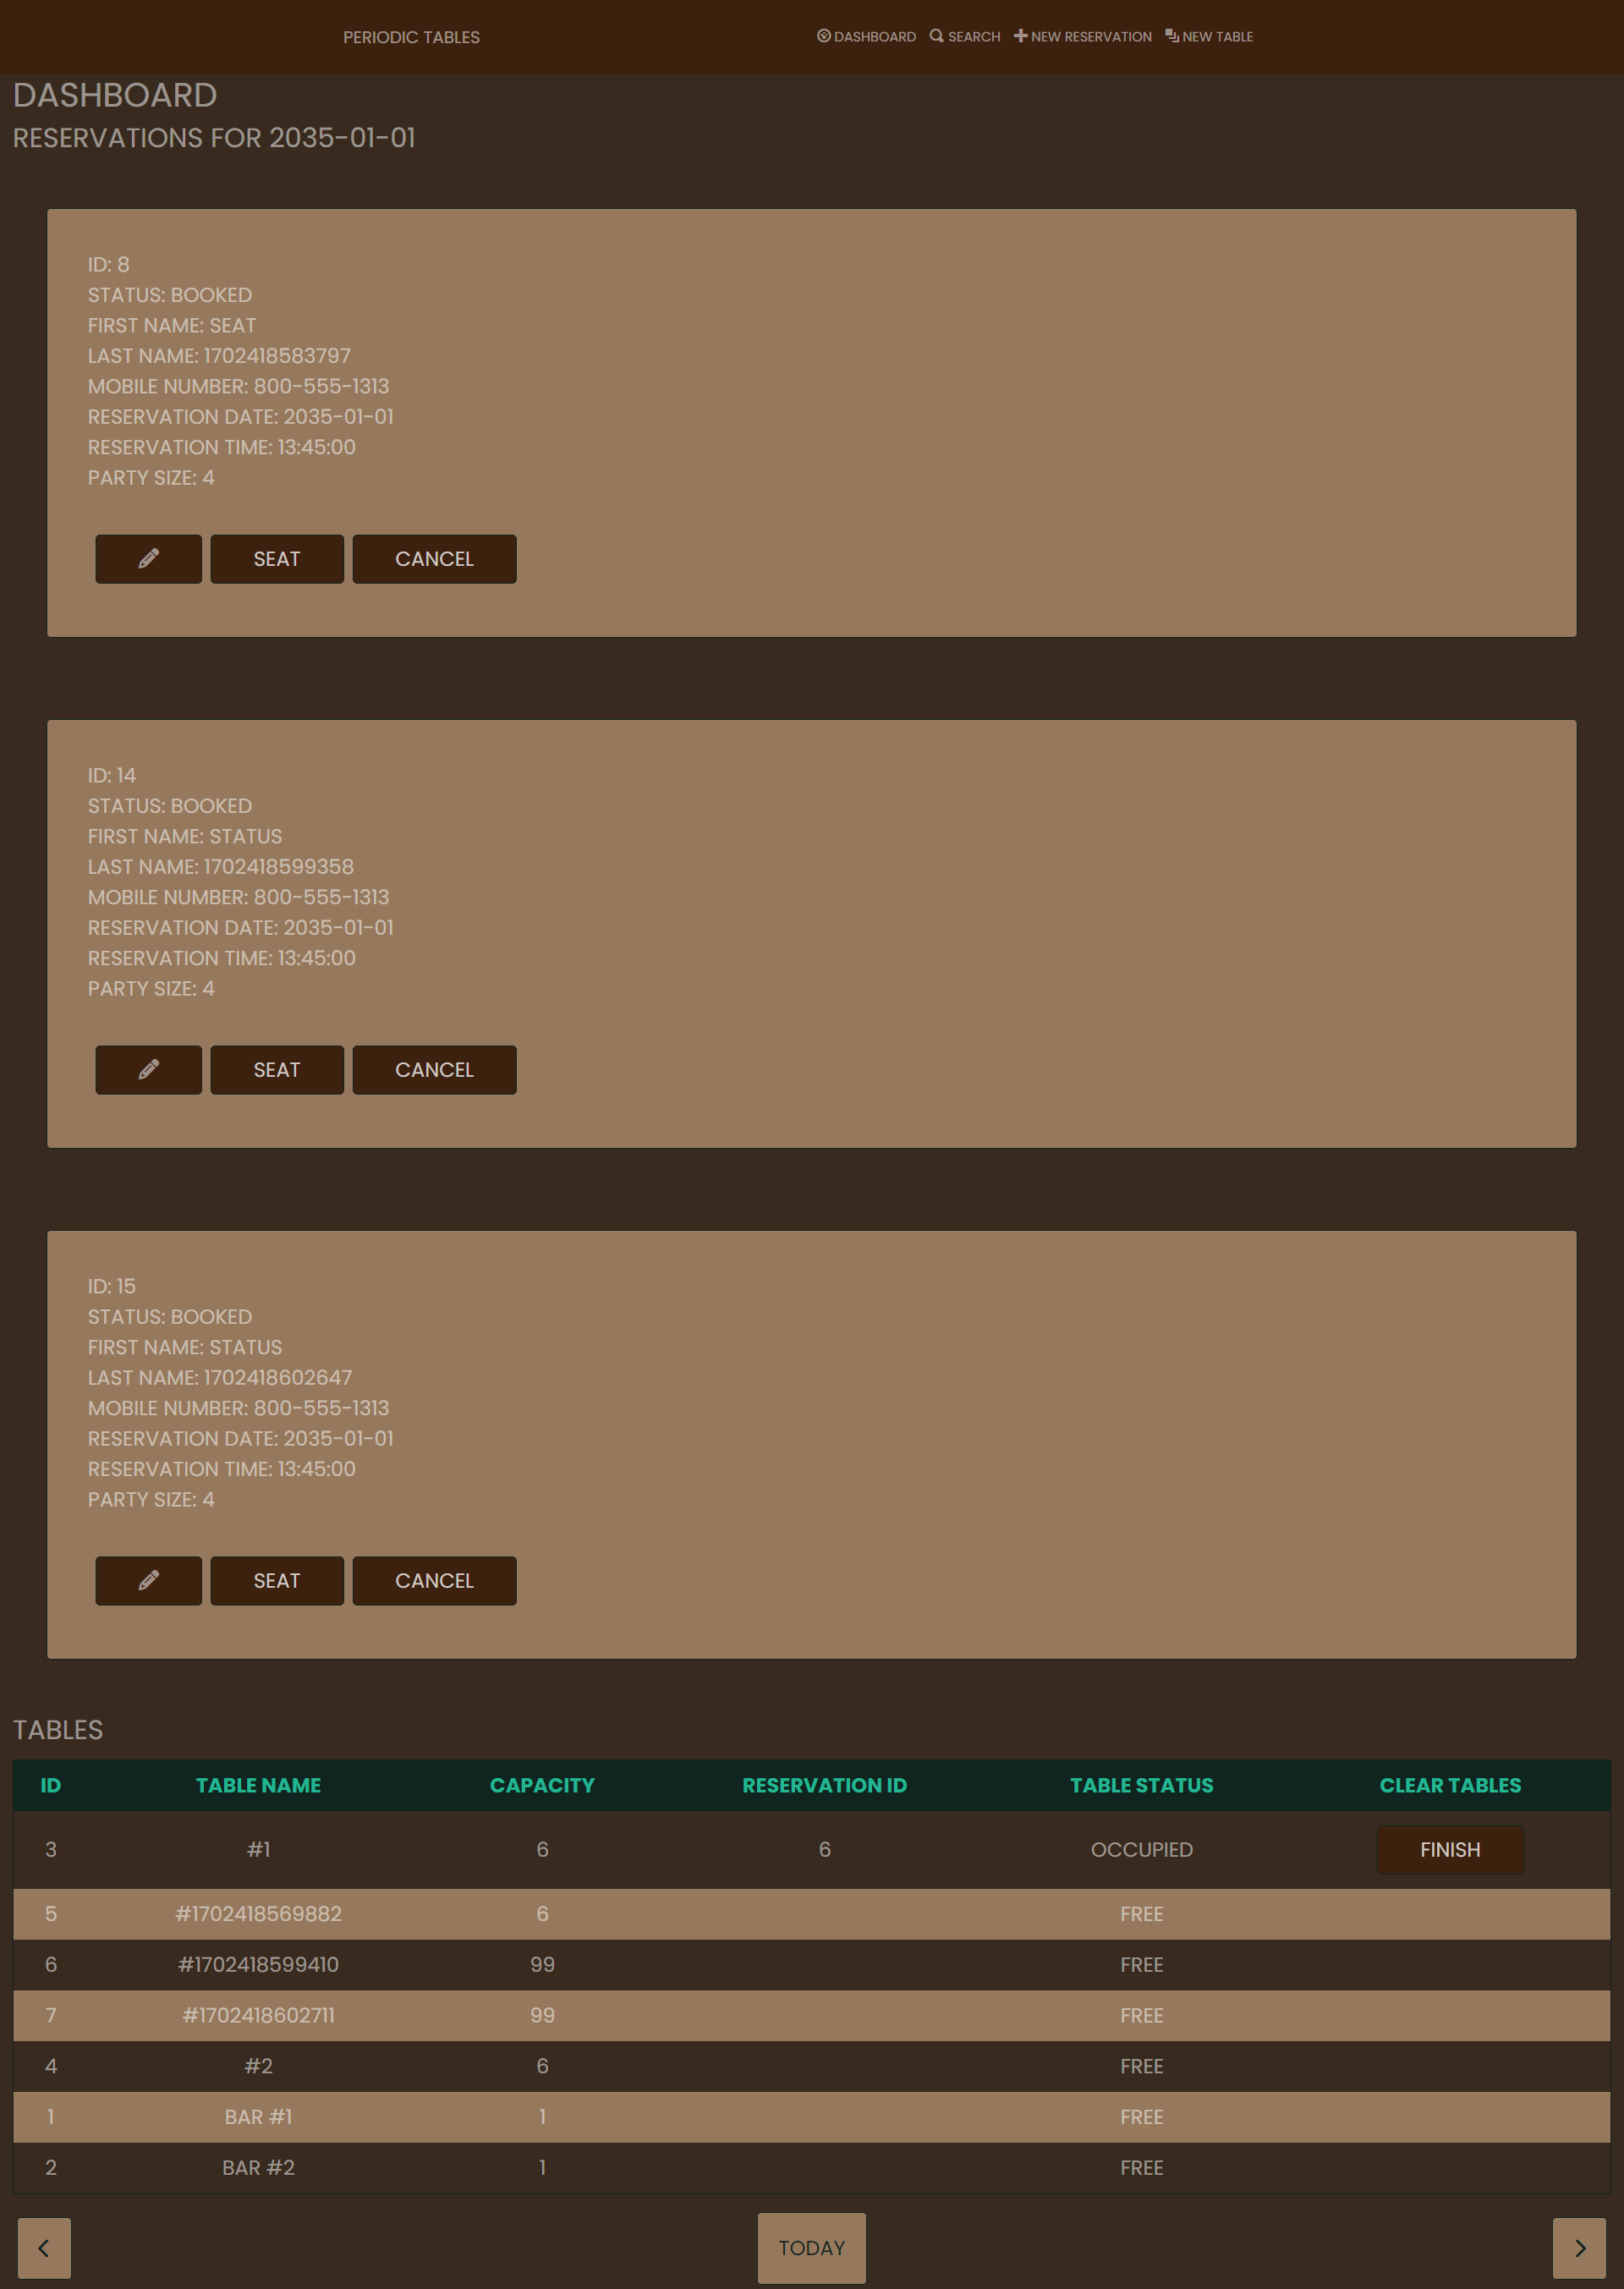 PERIODIC TABLES
DASHBOARD SEARCH NEW RESERVATION NEW TABLE
DASHBOARD
RESERVATIONS FOR 2035-01-01
ID: 8
STATUS: BOOKED
FIRST NAME: SEAT
LAST NAME: 1702418583797
MOBILE NUMBER: 800-555-1313
RESERVATION DATE: 2035-01-01
RESERVATION TIME: 13:45:00
PARTY SIZE: 4
SEAT CANCEL
ID: 14
STATUS: BOOKED
FIRST NAME: STATUS
LAST NAME: 1702418599358
MOBILE NUMBER: 800-555-1313
RESERVATION DATE: 2035-01-01
RESERVATION TIME: 13:45:00
PARTY SIZE: 4
SEAT CANCEL
ID: 15
STATUS: BOOKED
FIRST NAME: STATUS
LAST NAME: 1702418602647
MOBILE NUMBER: 800-555-1313
RESERVATION DATE: 2035-01-01
RESERVATION TIME: 13:45:00
PARTY SIZE: 4
SEAT CANCEL
TABLES
ID TABLE NAME CAPACITY RESERVATION ID TABLE STATUS CLEAR TABLES
3 #1 6 6 OCCUPIED FINISH
5 #1702418569882 6 FREE
6 #1702418599410 99 FREE
7 #1702418602711 99 FREE
4 #2 6 FREE
1 BAR #1 1 FREE
2 BAR #2 1 FREE
TODAY